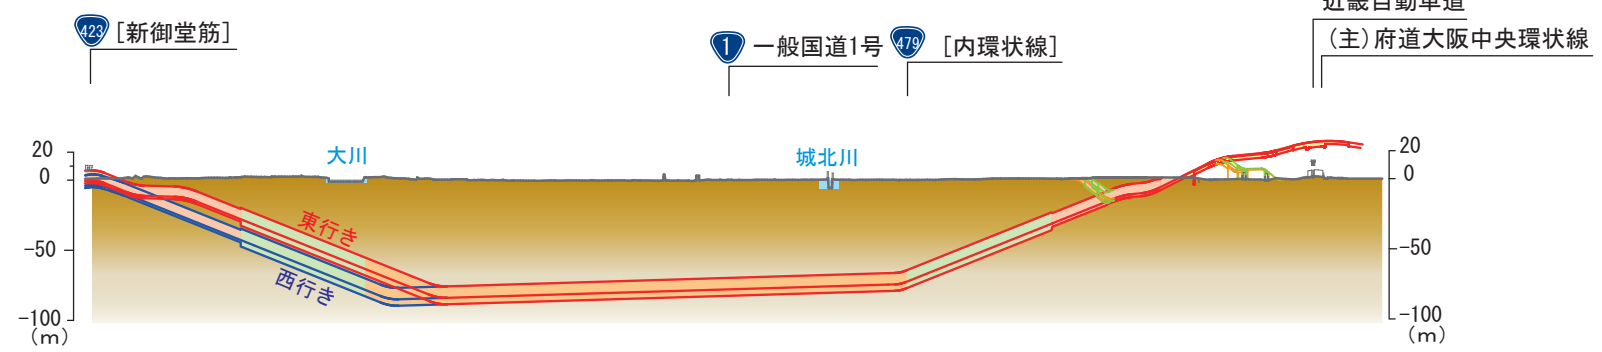 近畿自動車道
423 [新御堂筋]
1 一般国道1号
479 [内環状線]
(主)府道大阪中央環状線
大川
城北川
20
0
-50
-100
(m)
東行き
西行き
20
0
-50
-100
(m)